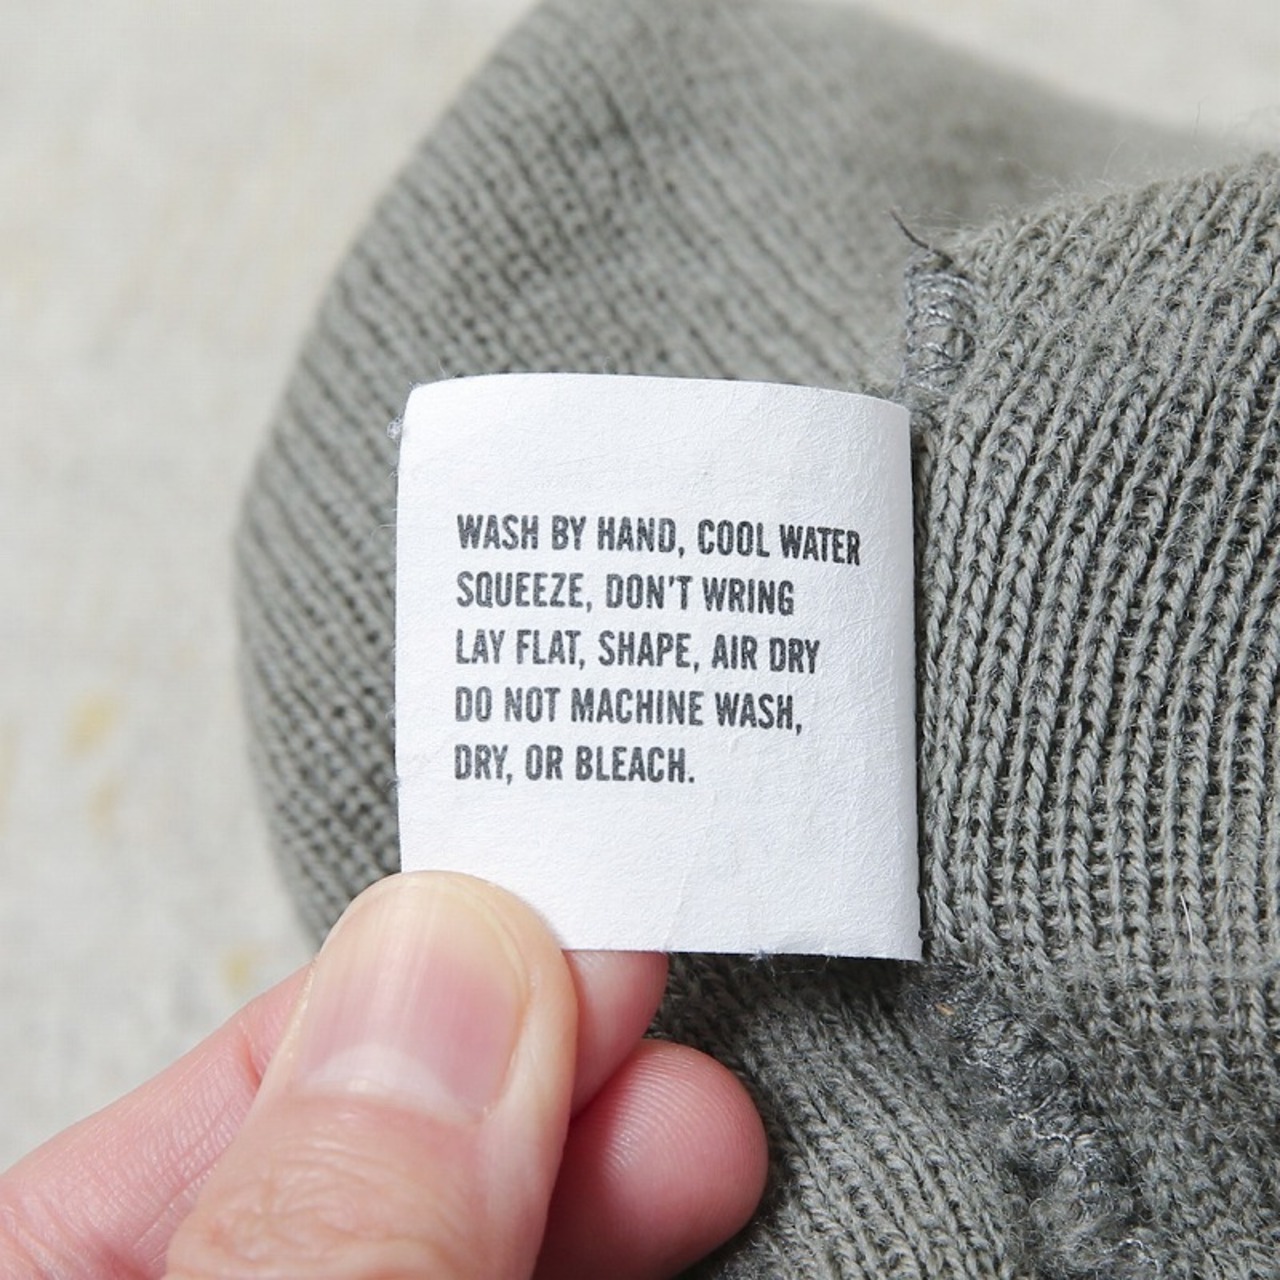 WASH BY HAND, COOL WATER
SQUEEZE, DON'T WRING
LAY FLAT, SHAPE, AIR DRY
DO NOT MACHINE WASH,
DRY, OR BLEACH.